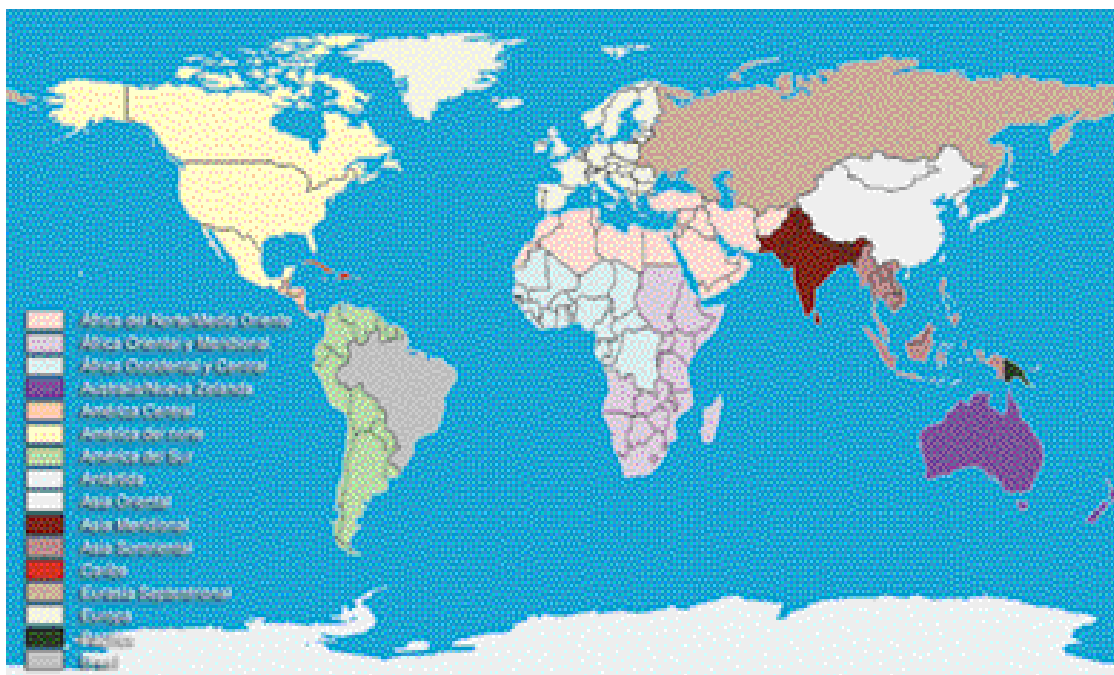 África del Norte/Medio Oriente
África Oriental y Meridional
África Occidental y Central
Australia/Nueva Zelanda
América Central
América del norte
América del Sur
Antártida
Asia Oriental
Asia Meridional
Asia Suroriental
Caribe
Eurasia Septentrional
Europa
Pacífico
Brasil